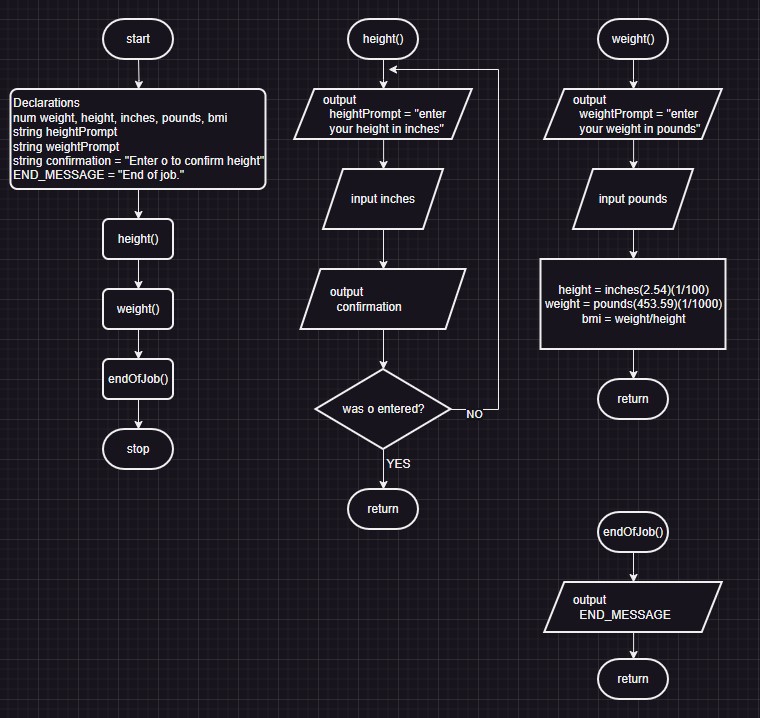 start
Declarations
num weight, height, inches, pounds, bmi
string heightPrompt
string weightPrompt
string confirmation = "Enter o to confirm height"
END_MESSAGE = "End of job."
height()
weight()
endOfJob()
stop
height()
output
heightPrompt = "enter
your height in inches"
input inches
output
confirmation
was o entered?
NO
YES
return
weight()
output
weightPrompt = "enter
your weight in pounds"
input pounds
height = inches(2.54)(1/100)
weight = pounds(453.59)(1/1000)
bmi = weight/height
return
endOfJob()
output
END_MESSAGE
return